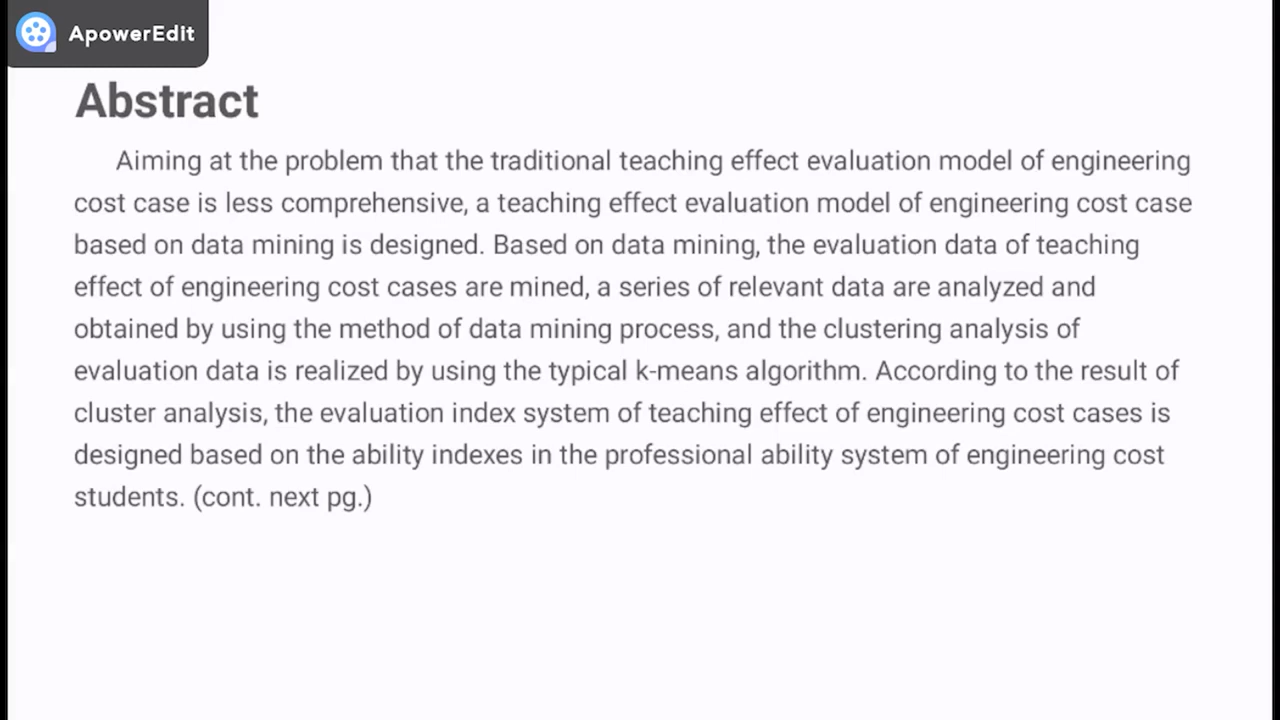 ApowerEdit
Abstract
Aiming at the problem that the traditional teaching effect evaluation model of engineering
cost case is less comprehensive, a teaching effect evaluation model of engineering cost case
based on data mining is designed. Based on data mining, the evaluation data of teaching
effect of engineering cost cases are mined, a series of relevant data are analyzed and
obtained by using the method of data mining process, and the clustering analysis of
evaluation data is realized by using the typical k-means algorithm. According to the result of
cluster analysis, the evaluation index system of teaching effect of engineering cost cases is
designed based on the ability indexes in the professional ability system of engineering cost
students. (cont. next pg.)